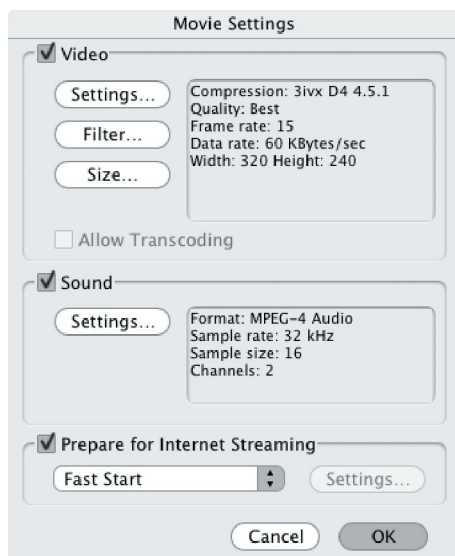 Movie Settings
Video
Settings...
Compression: 3ivx D4 4.5.1
Quality: Best
Frame rate: 15
Data rate: 60 KBytes/sec
Width: 320 Height: 240
Filter...
Size...
Allow Transcoding
Sound
Settings...
Format: MPEG-4 Audio
Sample rate: 32 kHz
Sample size: 16
Channels: 2
Prepare for Internet Streaming
Fast Start
Settings...
Cancel
OK